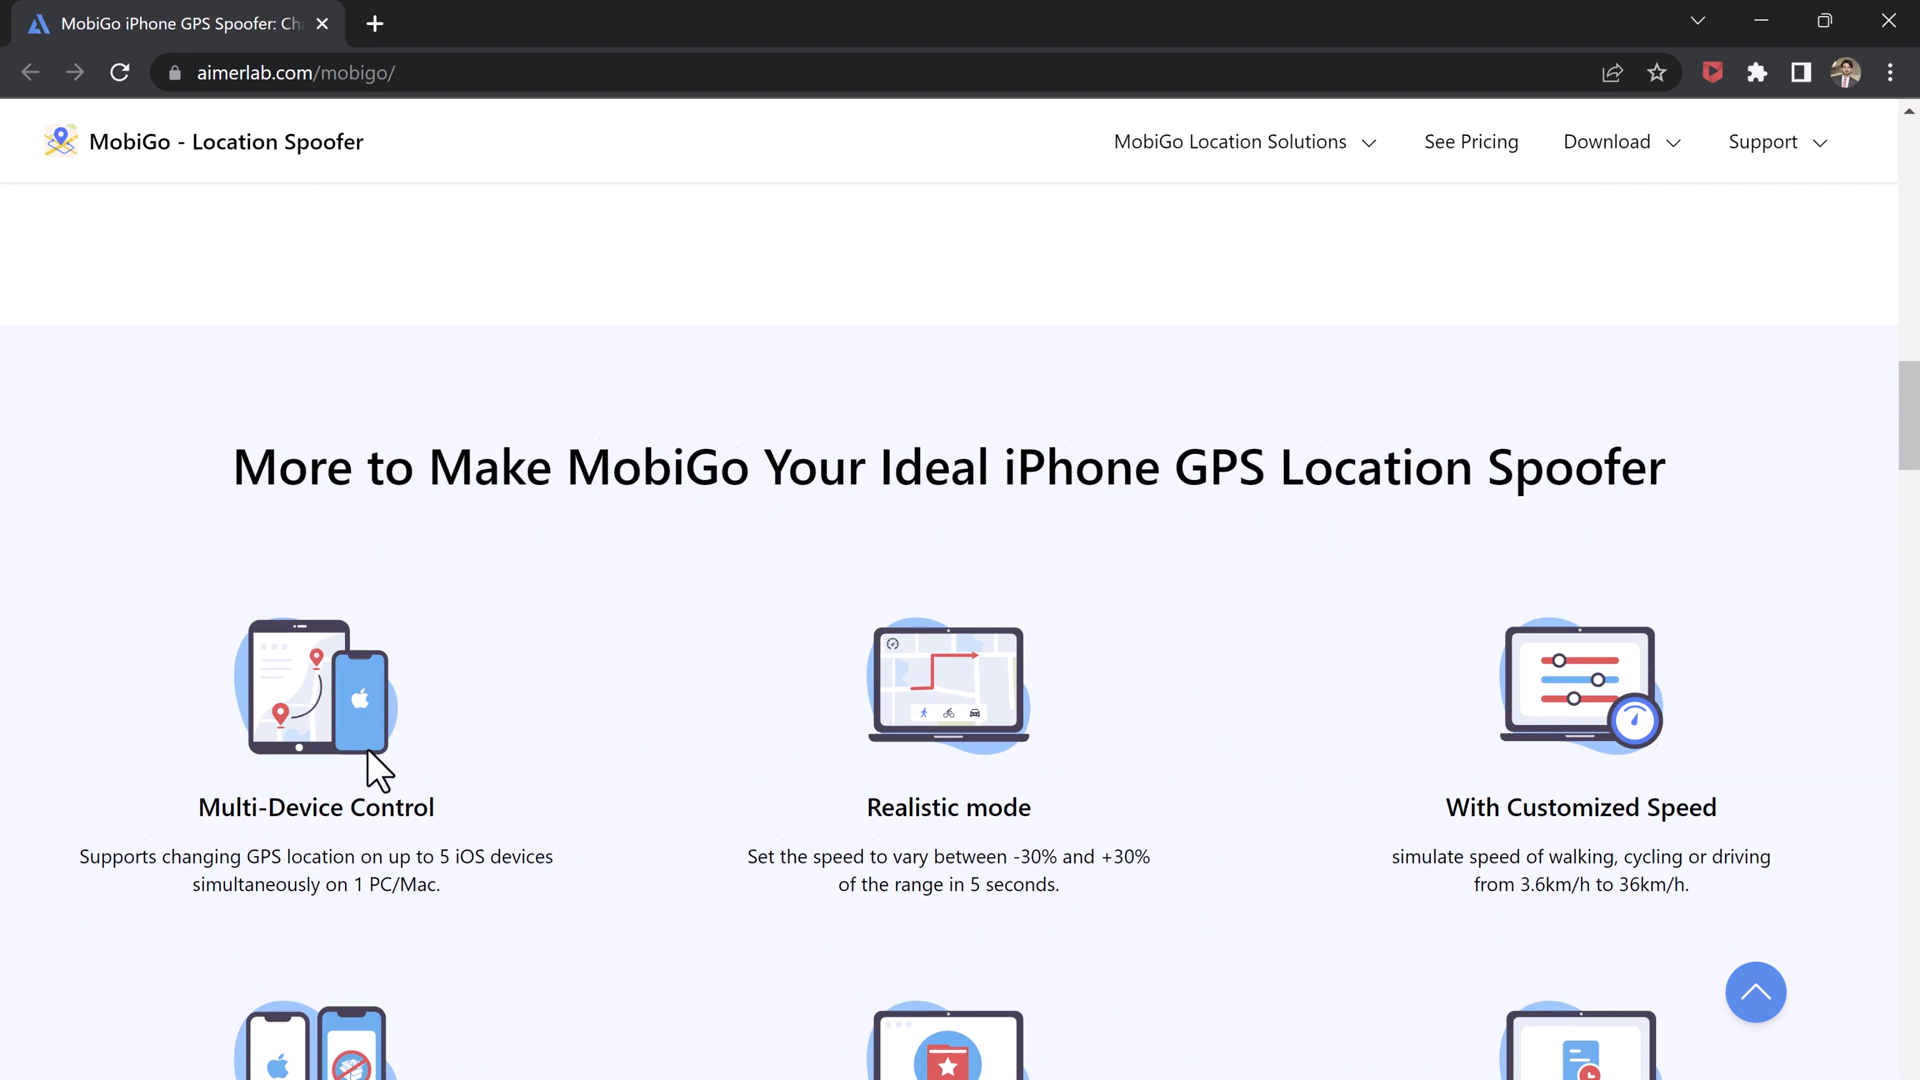 MobiGo iPhone GPS Spoofer: Ch
aimerlab.com/mobigo/
MobiGo - Location Spoofer
MobiGo Location Solutions
See Pricing
Download
Support
More to Make MobiGo Your Ideal iPhone GPS Location Spoofer
Multi-Device Control
Supports changing GPS location on up to 5 iOS devices
simultaneously on 1 PC/Mac.
Realistic mode
Set the speed to vary between -30% and +30%
of the range in 5 seconds.
With Customized Speed
simulate speed of walking, cycling or driving
from 3.6km/h to 36km/h.